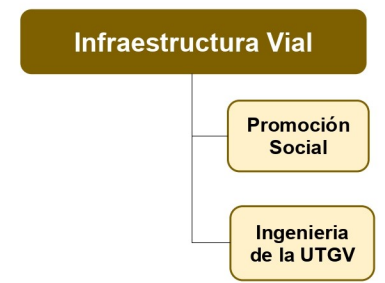 Infraestructura Vial
Promoción
Social
Ingenieria
de la UTGV